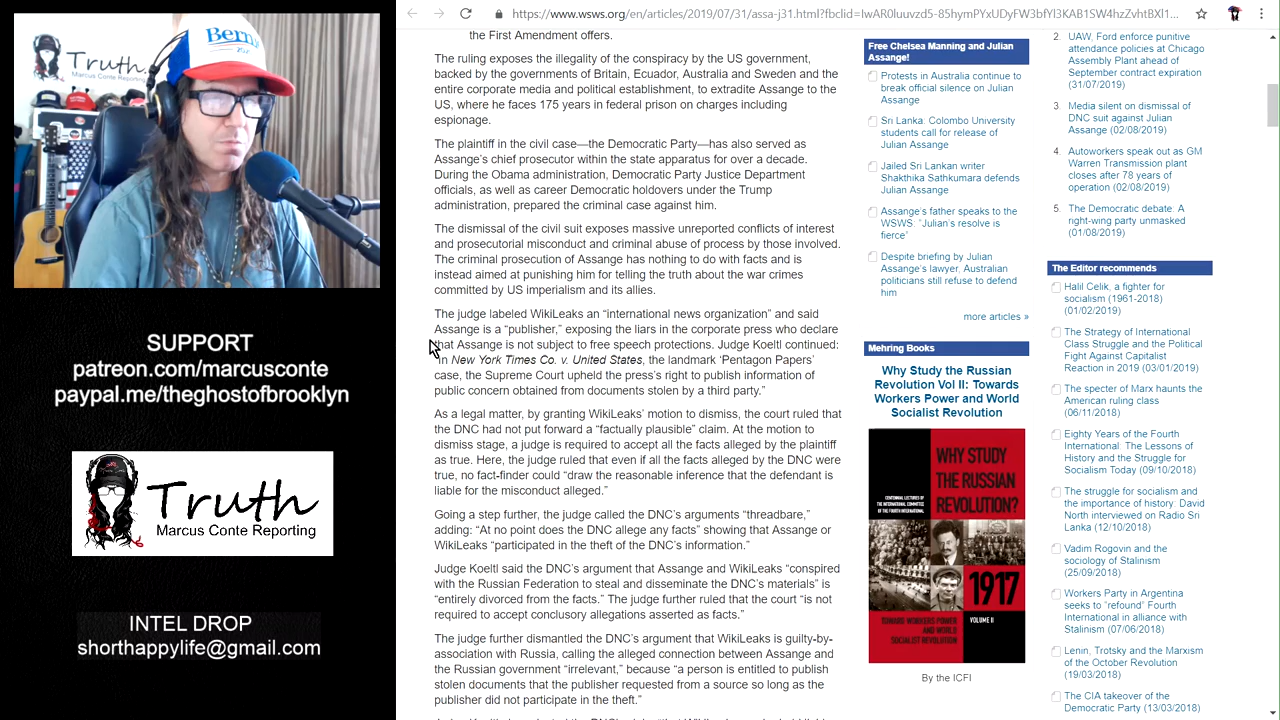 Bernie
2020
Truth
MARCUS CONTE REPORTING
SUPPORT
patreon.com/marcusconte
paypal.me/theghostofbrooklyn
Truth
Marcus Conte Reporting
INTEL DROP
shorthappylife@gmail.com
https://www.wsws.org/en/articles/2019/07/31/assa-j31.html?fbclid=
the First Amendment offers.
The ruling exposes the illegality of the conspiracy by the US government,
backed by the governments of Britain, Ecuador, Australia and Sweden and the
entire corporate media and political establishment, to extradite Assange to the
US, where he faces 175 years in federal prison on charges including
espionage.
The plaintiff in the civil case—the Democratic Party—has also served as
Assange’s chief prosecutor within the state apparatus for over a decade.
During the Obama administration, Democratic Party Justice Department
officials, as well as career Democratic holdovers under the Trump
administration, prepared the criminal case against him.
The dismissal of the civil suit exposes massive unreported conflicts of interest
and prosecutorial misconduct and criminal abuse of process by those involved.
The criminal prosecution of Assange has nothing to do with facts and is
instead aimed at punishing him for telling the truth about the war crimes
committed by US imperialism and its allies.
The judge labeled WikiLeaks an “international news organization” and said
Assange is a “publisher,” exposing the liars in the corporate press who declare
that Assange is not subject to free speech protections. Judge Koeltl continued:
“In New York Times Co. v. United States, the landmark ‘Pentagon Papers’
case, the Supreme Court upheld the press’s right to publish information of
public concern obtained from documents stolen by a third party.”
As a legal matter, by granting WikiLeaks’ motion to dismiss, the court ruled that
the DNC had not put forward a “factually plausible” claim. At the motion to
dismiss stage, a judge is required to accept all the facts alleged by the plaintiff
as true. Here, the judge ruled that even if all the facts alleged by the DNC were
true, no fact-finder could “draw the reasonable inference that the defendant is
liable for the misconduct alleged.”
Going a step further, the judge called the DNC’s arguments “threadbare,”
adding: “At no point does the DNC allege any facts” showing that Assange or
WikiLeaks “participated in the theft of the DNC’s information.”
Judge Koeltl said the DNC’s argument that Assange and WikiLeaks “conspired
with the Russian Federation to steal and disseminate the DNC’s materials” is
“entirely divorced from the facts.” The judge further ruled that the court “is not
required to accept conclusory allegations asserted as facts.”
The judge further dismantled the DNC’s argument that WikiLeaks is guilty-by-
association with Russia, calling the alleged connection between Assange and
the Russian government “irrelevant,” because “a person is entitled to publish
stolen documents that the publisher requested from a source so long as the
publisher did not participate in the theft.”
Free Chelsea Manning and Julian
Assange!
Protests in Australia continue to
break official silence on Julian
Assange
Sri Lanka: Colombo University
students call for release of
Julian Assange
Jailed Sri Lankan writer
Shakthika Sathkumara defends
Julian Assange
Assange’s father speaks to the
WSWS: “Julian’s resolve is
fierce”
Despite briefing by Julian
Assange’s lawyer, Australian
politicians still refuse to defend
him
more articles »
Mehring Books
Why Study the
Russian
Revolution Vol II: Towards
Workers Power and World
Socialist Revolution
WHY STUDY
THE RUSSIAN
REVOLUTION?
CENTENNIAL LECTURES
OF THE INTERNATIONAL COMMITTEE
OF THE FOURTH INTERNATIONAL
1917
TOWARD WORKERS POWER AND WORLD
SOCIALIST REVOLUTION
VOLUME II
By the ICFI
2. UAW, Ford enforce punitive
attendance policies at Chicago
Assembly Plant ahead of
September contract expiration
(31/07/2019)
3. Media silent on dismissal of
DNC suit against Julian
Assange (02/08/2019)
4. Autoworkers speak out as GM
Warren Transmission plant
closes after 78 years of
operation (02/08/2019)
5. The Democratic debate: A
right-wing party unmasked
(01/08/2019)
The Editor recommends
Halil Celik, a fighter for
socialism (1961-2018)
(01/02/2019)
The Strategy of International
Class Struggle and the Political
Fight Against Capitalist
Reaction in 2019 (03/01/2019)
The specter of Marx haunts the
American ruling class
(06/11/2018)
Eighty Years of the Fourth
International: The Lessons of
History and the Struggle for
Socialism Today (09/10/2018)
The struggle for socialism and
the importance of history: David
North interviewed on Radio Sri
Lanka (12/10/2018)
Vadim Rogovin and the
sociology of Stalinism
(25/09/2018)
Workers Party in Argentina
seeks to “refound” Fourth
International in alliance with
Stalinism (07/06/2018)
Lenin, Trotsky and the Marxism
of the October Revolution
(19/03/2018)
The CIA takeover of the
Democratic Party (13/03/2018)